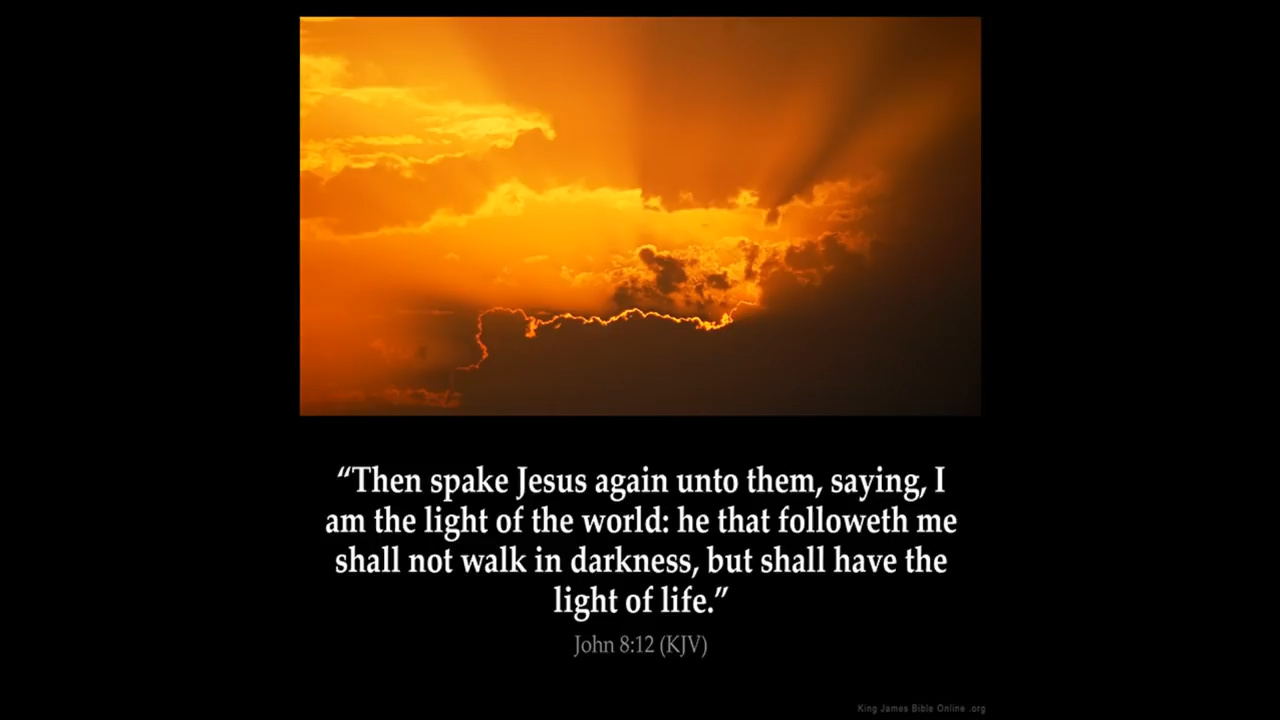 “Then spake Jesus again unto them, saying, I
am the light of the world: he that followeth me
shall not walk in darkness, but shall have the
light of life.”
John 8:12 (KJV)
King James Bible Online .org